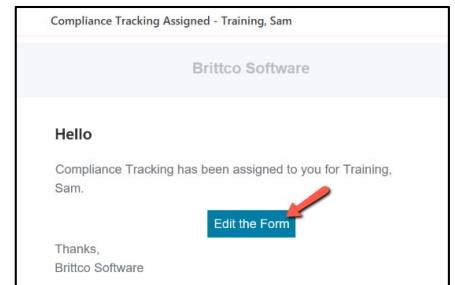 Compliance Tracking Assigned - Training, Sam
Brittco Software
Hello
Compliance Tracking has been assigned to you for Training,
Sam.
Edit the Form
Thanks,
Brittco Software